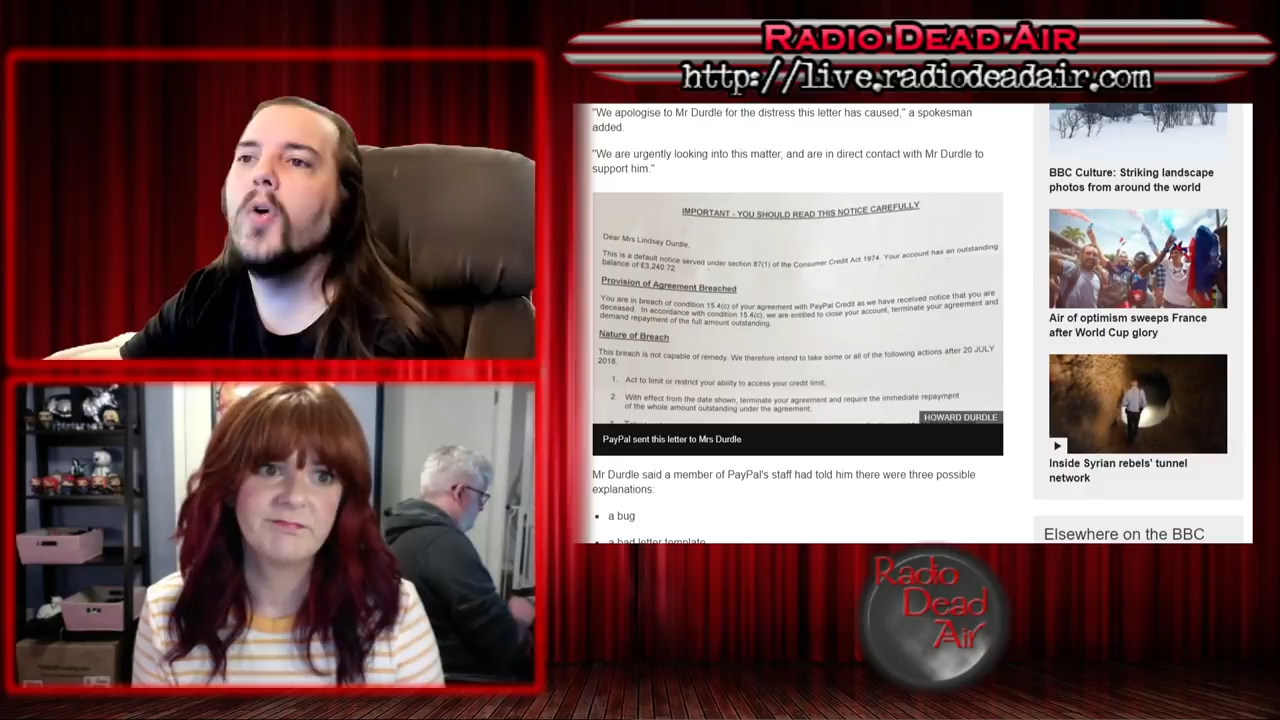 RADIO DEAD AIR
http://live.radiodeadair.com
"We apologise to Mr Durdle for the distress this letter has caused," a spokesman
added.
"We are urgently looking into this matter, and are in direct contact with Mr Durdle to
support him."
IMPORTANT - YOU SHOULD READ THIS NOTICE CAREFULLY
Dear Mrs Lindsay Durdle,
This is a default notice served under section 87(1) of the Consumer Credit Act 1974. Your account has an outstanding
balance of £3,240.72.
Provision of Agreement Breached
You are in breach of condition 15.4(c) of your agreement with PayPal Credit as we have received notice that you are
deceased. In accordance with condition 15.4(c), we are entitled to close your account, terminate your agreement and
demand repayment of the full amount outstanding.
Nature of Breach
This breach is not capable of remedy. We therefore intend to take some or all of the following actions after 20 JULY
2018.
1. Act to limit or restrict your ability to access your credit limit;
2. With effect from the date shown, terminate your agreement and require the immediate repayment
of the whole amount outstanding under the agreement;
HOWARD DURDLE
PayPal sent this letter to Mrs Durdle
Mr Durdle said a member of PayPal's staff had told him there were three possible
explanations:
a bug
a bad letter template
BBC Culture: Striking landscape
photos from around the world
Air of optimism sweeps France
after World Cup glory
Inside Syrian rebels' tunnel
network
Elsewhere on the BBC
Radio
Dead
Air